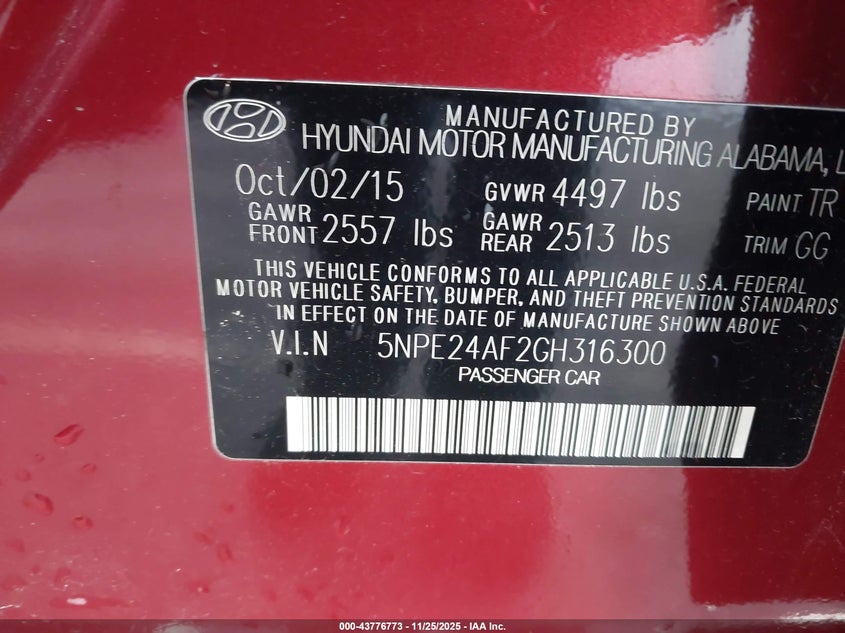 MANUFACTURED BY
HYUNDAI MOTOR MANUFACTURING ALABAMA, L
Oct/02/15 GVWR 4497 lbs PAINT TR
GAWR FRONT 2557 lbs GAWR REAR 2513 lbs TRIM GG
THIS VEHICLE CONFORMS TO ALL APPLICABLE U.S.A. FEDERAL
MOTOR VEHICLE SAFETY, BUMPER, AND THEFT PREVENTION STANDARDS
IN EFFECT ON THE DATE OF MANUFACTURE SHOWN ABOVE
V.I.N 5NPE24AF2GH316300
PASSENGER CAR
000-43776773 - 11/25/2025 - IAA Inc.